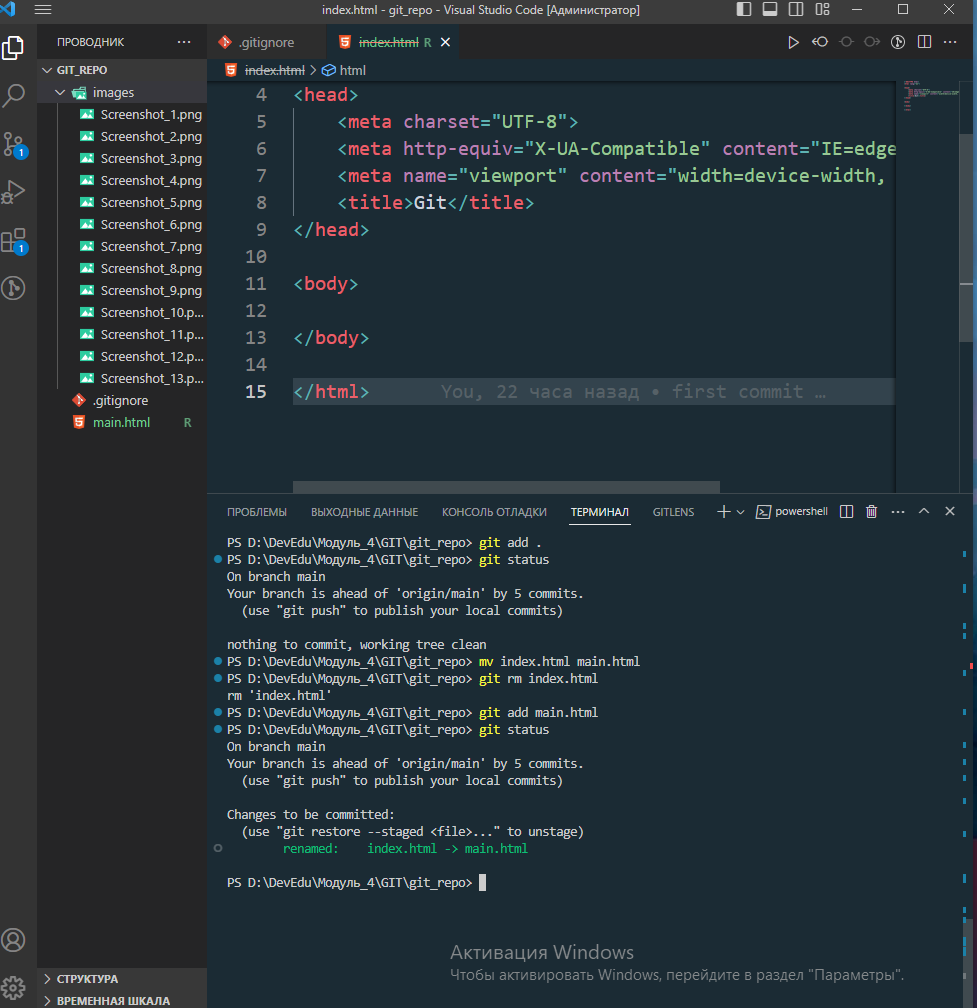 index.html - git_repo - Visual Studio Code [Администратор]
ПРОВОДНИК ...
GIT_REPO
images
Screenshot_1.png
Screenshot_2.png
Screenshot_3.png
Screenshot_4.png
Screenshot_5.png
Screenshot_6.png
Screenshot_7.png
Screenshot_8.png
Screenshot_9.png
Screenshot_10.p...
Screenshot_11.p...
Screenshot_12.p...
Screenshot_13.p...
.gitignore
main.html R
1
1
СТРУКТУРА
ВРЕМЕННАЯ ШКАЛА
.gitignore index.html R
index.html > html
4 <head>
5 <meta charset="UTF-8">
6 <meta http-equiv="X-UA-Compatible" content="IE=edge
7 <meta name="viewport" content="width=device-width,
8 <title>Git</title>
9 </head>
10
11 <body>
12
13 </body>
14
15 </html> You, 22 часа назад • first commit …
ПРОБЛЕМЫ ВЫХОДНЫЕ ДАННЫЕ КОНСОЛЬ ОТЛАДКИ ТЕРМИНАЛ GITLENS powershell
PS D:\DevEdu\Модуль_4\GIT\git_repo> git add .
PS D:\DevEdu\Модуль_4\GIT\git_repo> git status
On branch main
Your branch is ahead of 'origin/main' by 5 commits.
(use "git push" to publish your local commits)
nothing to commit, working tree clean
PS D:\DevEdu\Модуль_4\GIT\git_repo> mv index.html main.html
PS D:\DevEdu\Модуль_4\GIT\git_repo> git rm index.html
rm 'index.html'
PS D:\DevEdu\Модуль_4\GIT\git_repo> git add main.html
PS D:\DevEdu\Модуль_4\GIT\git_repo> git status
On branch main
Your branch is ahead of 'origin/main' by 5 commits.
(use "git push" to publish your local commits)
Changes to be committed:
(use "git restore --staged <file>..." to unstage)
renamed: index.html -> main.html
PS D:\DevEdu\Модуль_4\GIT\git_repo>
Активация Windows
Чтобы активировать Windows, перейдите в раздел "Параметры".